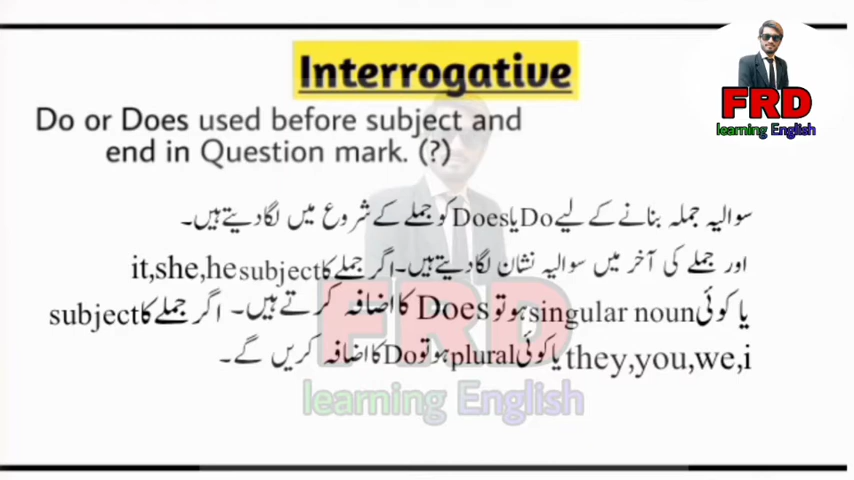 Interrogative
FRD
learning English
Do or Does used before subject and
end in Question mark. (?)
سوالیہ جملہ بنانے کے لیے Do یا Does کو جملے کے شروع میں لگا دیتے ہیں۔
اور جملے کی آخر میں سوالیہ نشان لگا دیتے ہیں۔ اگر جملے کا subject it,she,he
یا کوئی singular noun ہو تو Does کا اضافہ کرتے ہیں۔ اگر جملے کا subject
they,you,we,i یا کوئی plural ہو تو Do کا اضافہ کریں گے۔
FRD
learning English